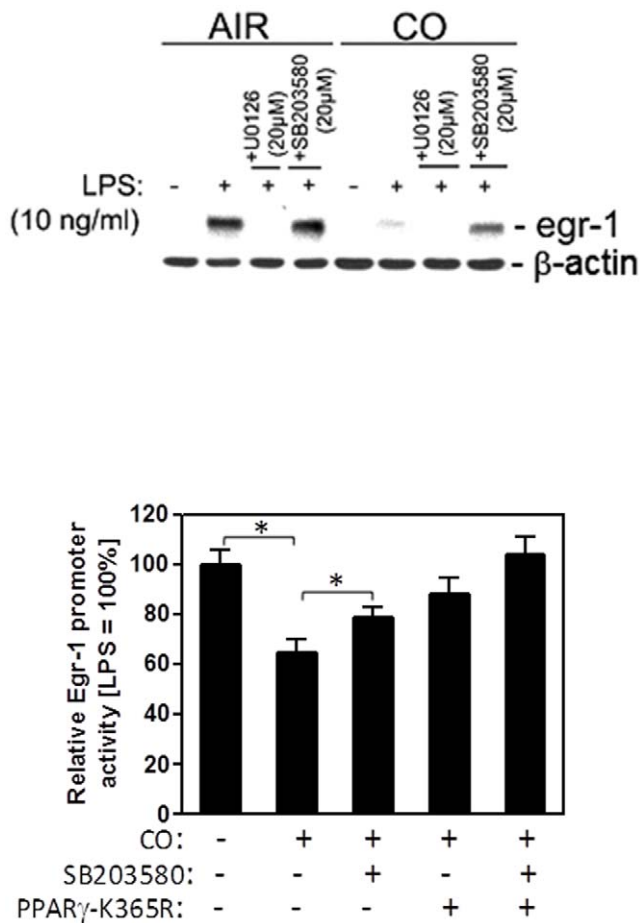 AIR CO
+U0126 (20µM) +SB203580 (20µM) +U0126 (20µM) +SB203580 (20µM)
LPS: - + + + - + + +
(10 ng/ml) - egr-1
- β-actin
Relative Egr-1 promoter
activity [LPS = 100%]
120
100
80
60
40
20
0
* *
CO: - + + + +
SB203580: - - + - +
PPARγ-K365R: - - - + +